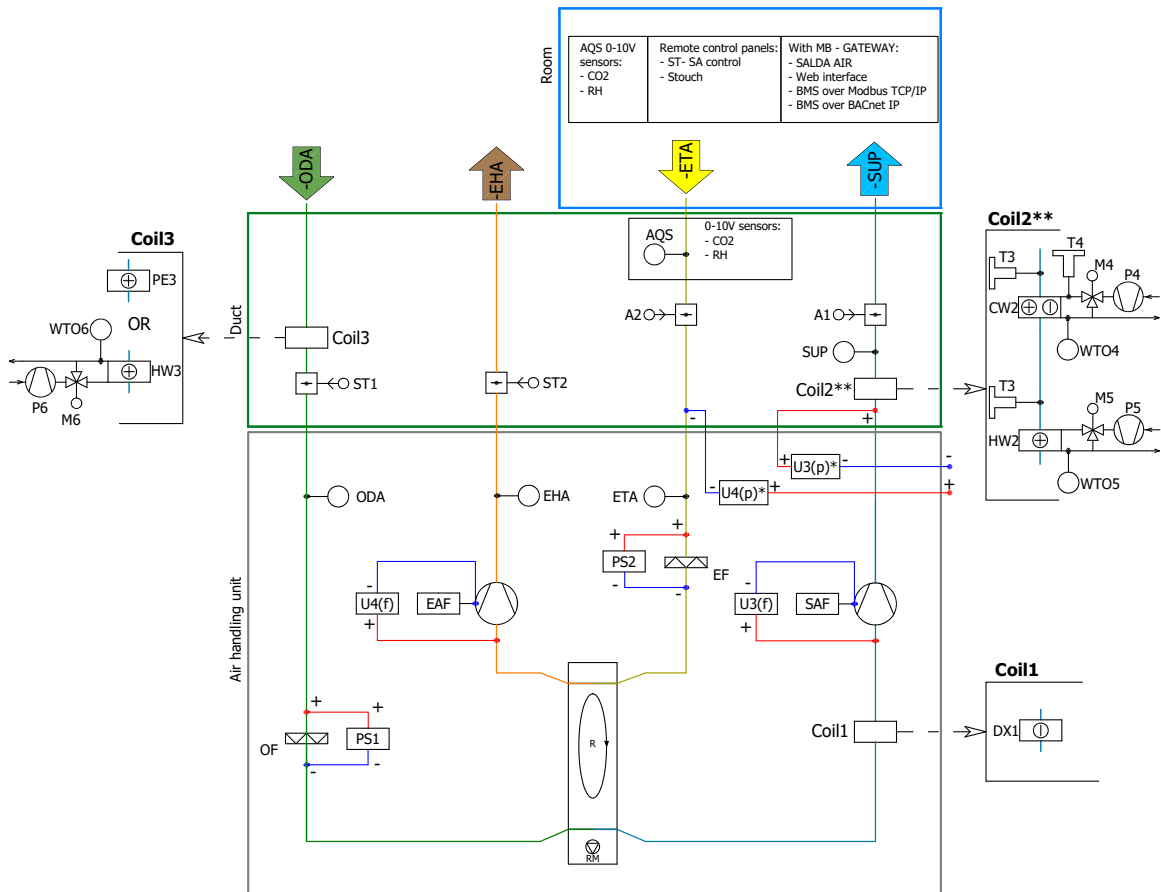 Room
AQS 0-10V
sensors:
- CO2
- RH
Remote control panels:
- ST- SA control
- Stouch
With MB - GATEWAY:
- SALDA AIR
- Web interface
- BMS over Modbus TCP/IP
- BMS over BACnet IP
-ODA
-EHA
-ETA
-SUP
Duct
AQS
0-10V sensors:
- CO2
- RH
A2
A1
SUP
Coil3
Coil2**
ST1
ST2
Coil3
PE3
OR
WTO6
HW3
P6
M6
Coil2**
T3
T4
M4
P4
CW2
WTO4
T3
M5
P5
HW2
WTO5
-
+
+
U3(p)*
-
-
-
U4(p)*
+
+
Air handling unit
ODA
EHA
ETA
+
+
PS2
EF
-
-
-
U4(f)
+
EAF
-
U3(f)
+
SAF
+
+
OF
PS1
-
-
R
RM
Coil1
Coil1
DX1